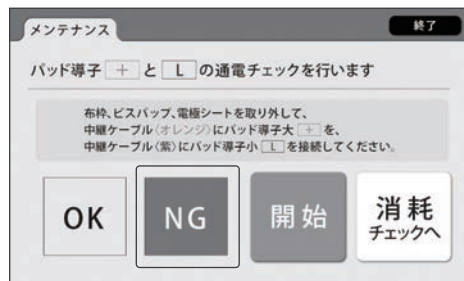 メンテナンス
終了
パッド導子 + と L の通電チェックを行います
布枠、ビスバップ、電極シートを取り外して、
中継ケーブル(オレンジ)にパッド導子大 + を、
中継ケーブル(紫)にパッド導子小 L を接続してください。
OK
NG
開始
消耗
チェックへ